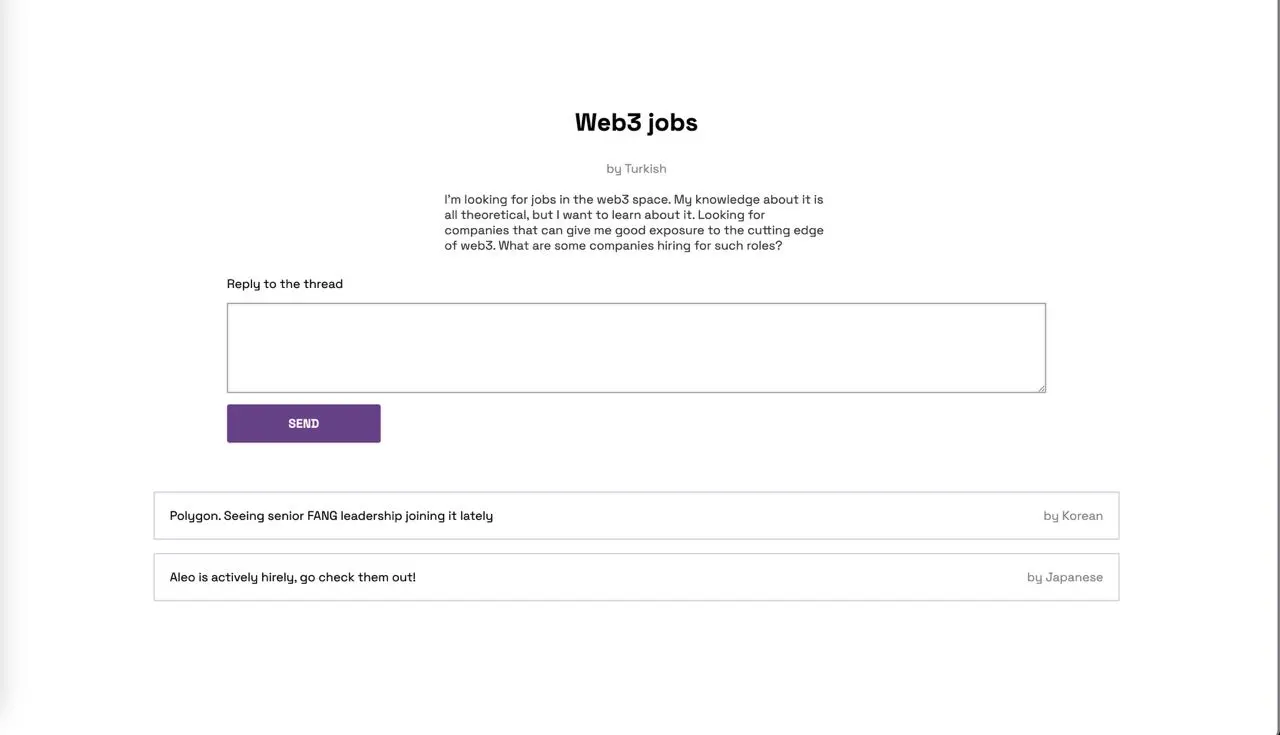 Web3 jobs
by Turkish
I'm looking for jobs in the web3 space. My knowledge about it is
all theoretical, but I want to learn about it. Looking for
companies that can give me good exposure to the cutting edge
of web3. What are some companies hiring for such roles?
Reply to the thread
SEND
Polygon. Seeing senior FANG leadership joining it lately
by Korean
Aleo is actively hirely, go check them out!
by Japanese